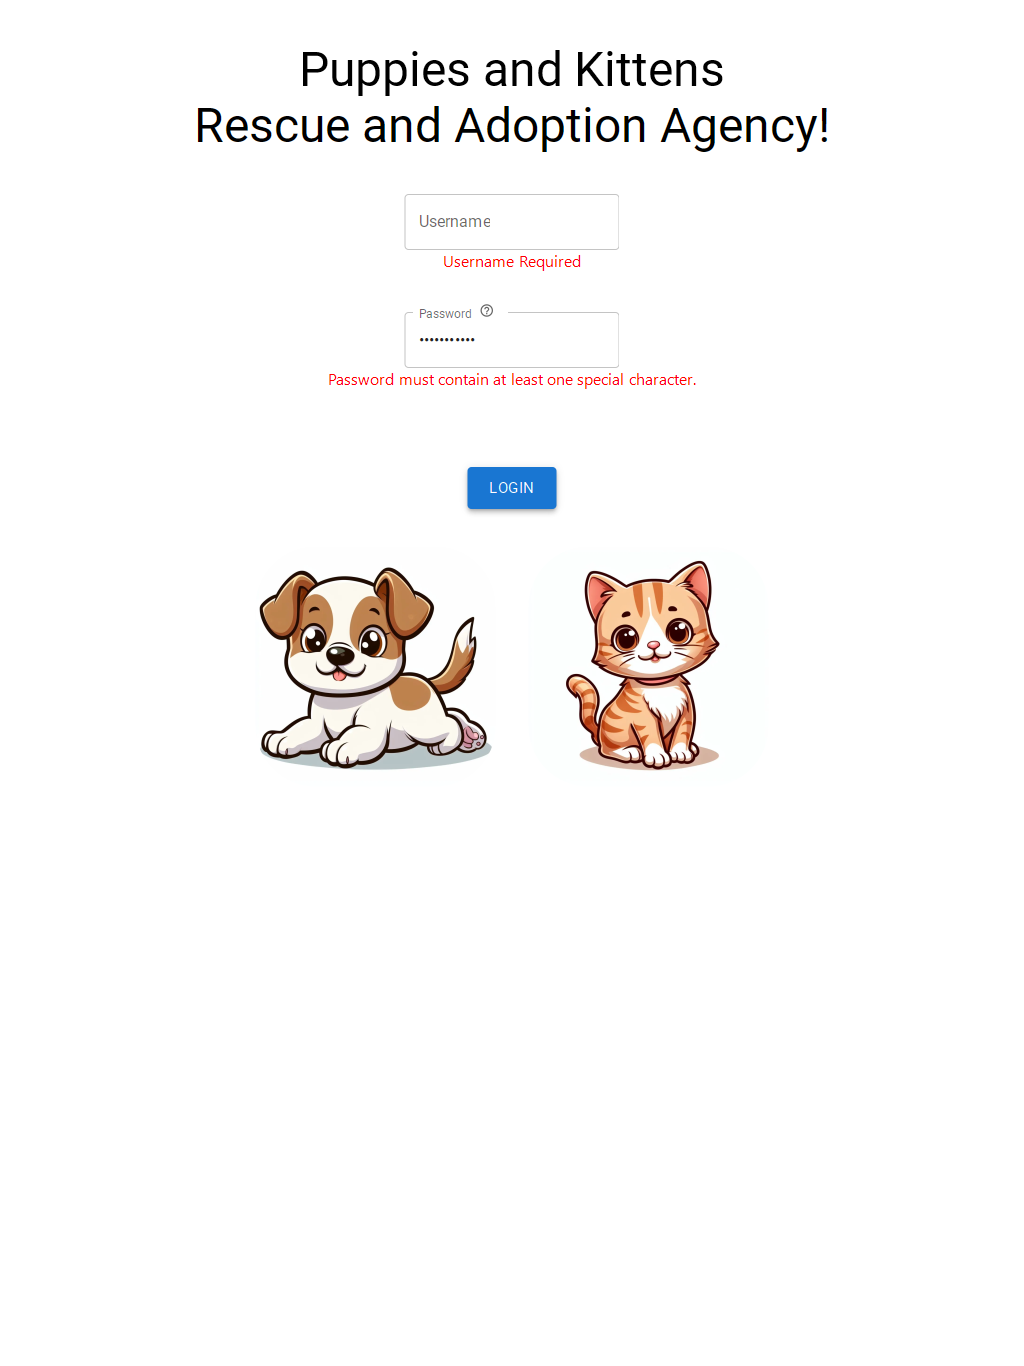 Puppies and Kittens
Rescue and Adoption Agency!
Username
Username Required
Password
•••••••••••
Password must contain at least one special character.
LOGIN